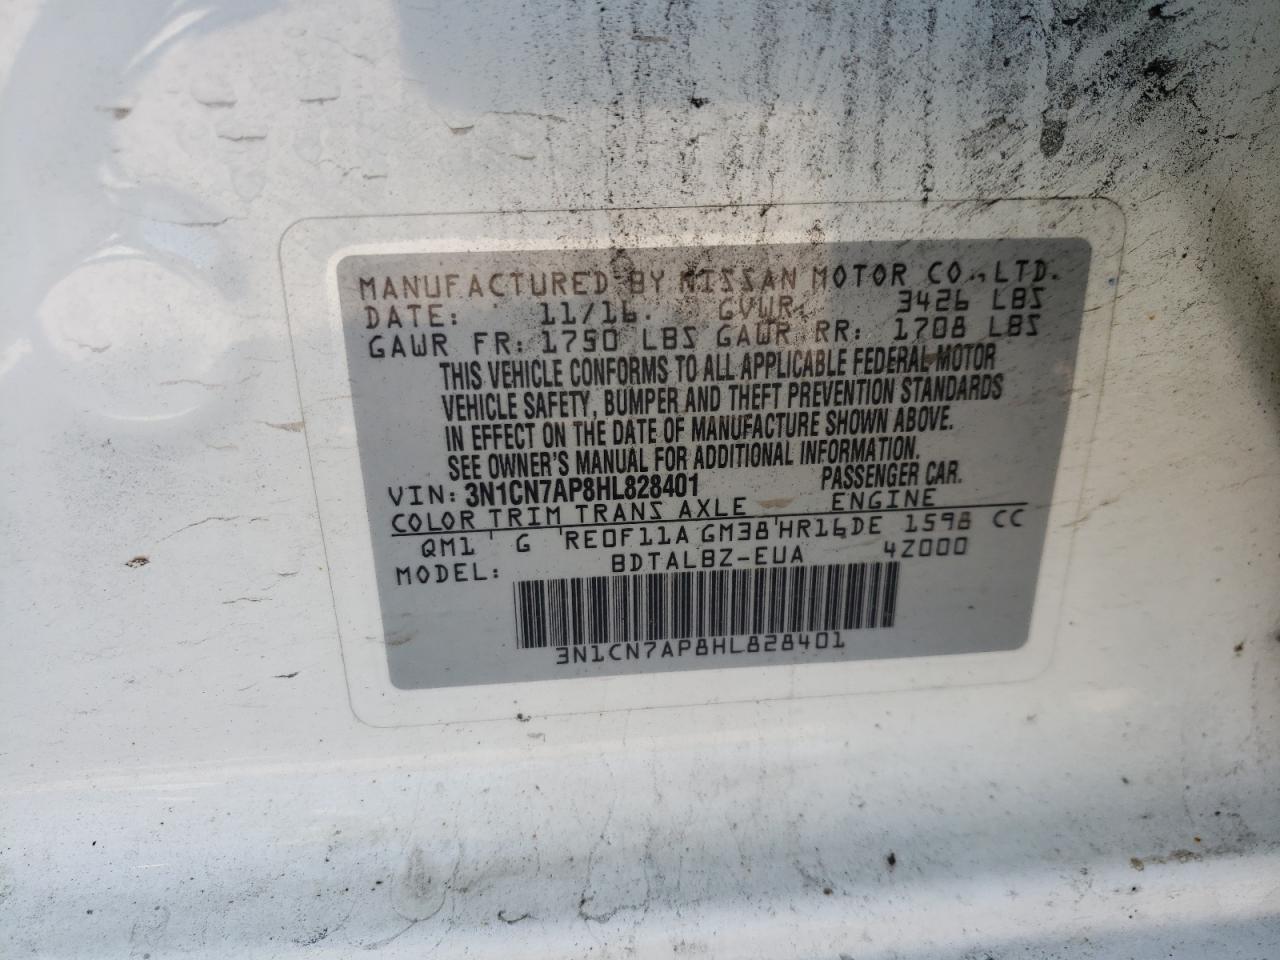 MANUFACTURED BY NISSAN MOTOR CO., LTD.
DATE: 11/16. GVWR: 3426 LBS
GAWR FR: 1750 LBS GAWR RR: 1708 LBS
THIS VEHICLE CONFORMS TO ALL APPLICABLE FEDERAL MOTOR
VEHICLE SAFETY, BUMPER AND THEFT PREVENTION STANDARDS
IN EFFECT ON THE DATE OF MANUFACTURE SHOWN ABOVE.
SEE OWNER'S MANUAL FOR ADDITIONAL INFORMATION.
VIN: 3N1CN7AP8HL828401 PASSENGER CAR.
COLOR TRIM TRANS AXLE ENGINE
QM1 G RE0F11A GM38 HR16DE 1598 CC
MODEL: BDTALBZ-EUA 4Z000
3N1CN7AP8HL828401